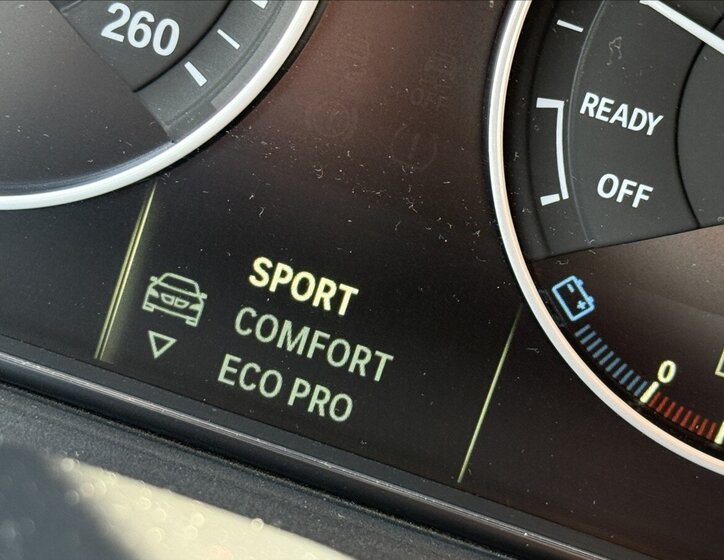 260
READY
OFF
SPORT
COMFORT
ECO PRO
- +
0